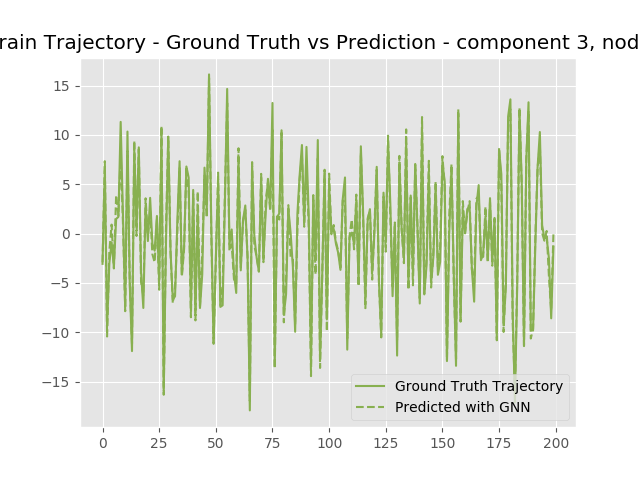 rain Trajectory - Ground Truth vs Prediction - component 3, nod
15
10
5
0
−5
−10
−15
0 25 50 75 100 125 150 175 200
Ground Truth Trajectory
Predicted with GNN